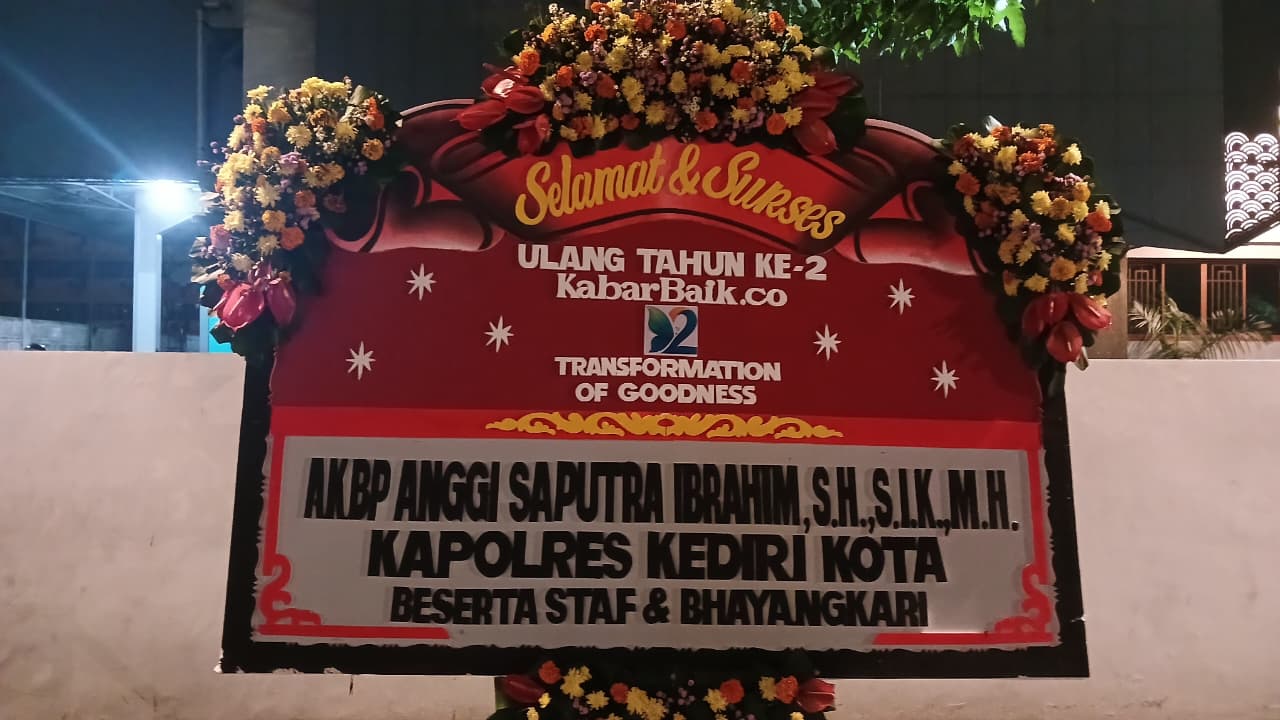 Selamat & Sukses
ULANG TAHUN KE-2
KabarBaik.co
2
TRANSFORMATION
OF GOODNESS
AKBP ANGGI SAPUTRA IBRAHIM, S.H., S.I.K., M.H.
KAPOLRES KEDIRI KOTA
BESERTA STAF & BHAYANGKARI